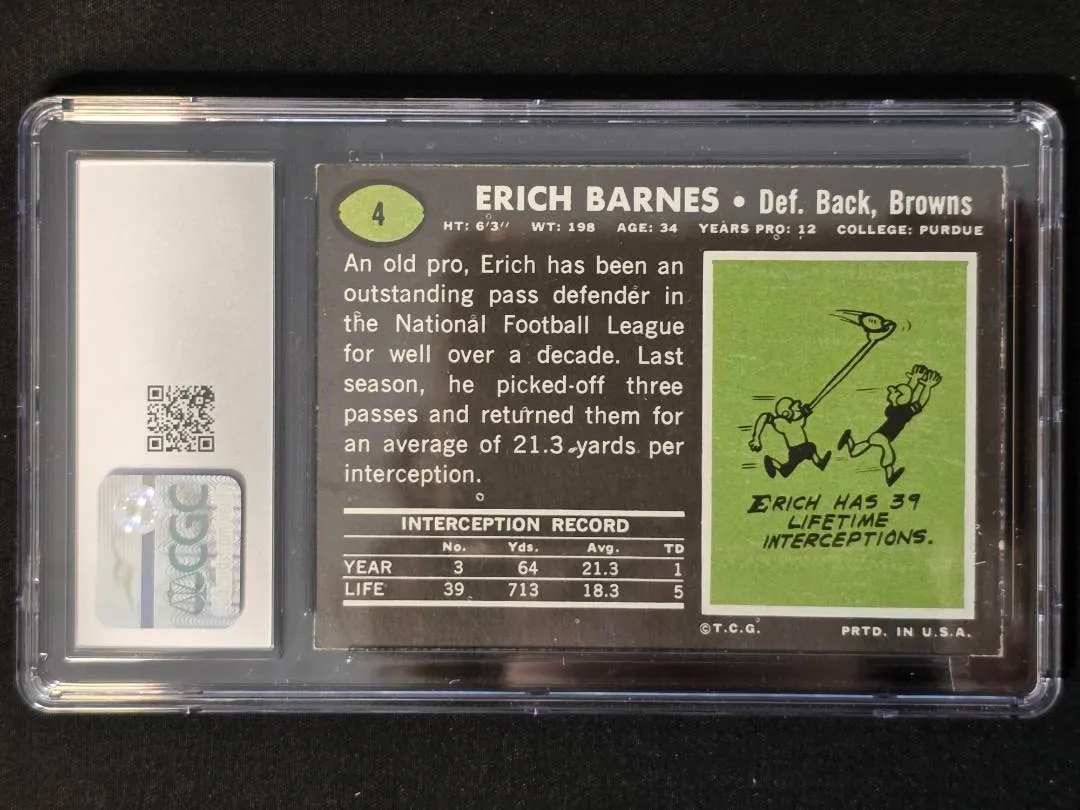 4
ERICH BARNES • Def. Back, Browns
HT: 6'3" WT: 198 AGE: 34 YEARS PRO: 12 COLLEGE: PURDUE
An old pro, Erich has been an
outstanding pass defender in
the National Football League
for well over a decade. Last
season, he picked-off three
passes and returned them for
an average of 21.3 yards per
interception.
INTERCEPTION RECORD
No. Yds. Avg. TD
YEAR 3 64 21.3 1
LIFE 39 713 18.3 5
ERICH HAS 39
LIFETIME
INTERCEPTIONS.
©T.C.G. PRTD. IN U.S.A.
CGC